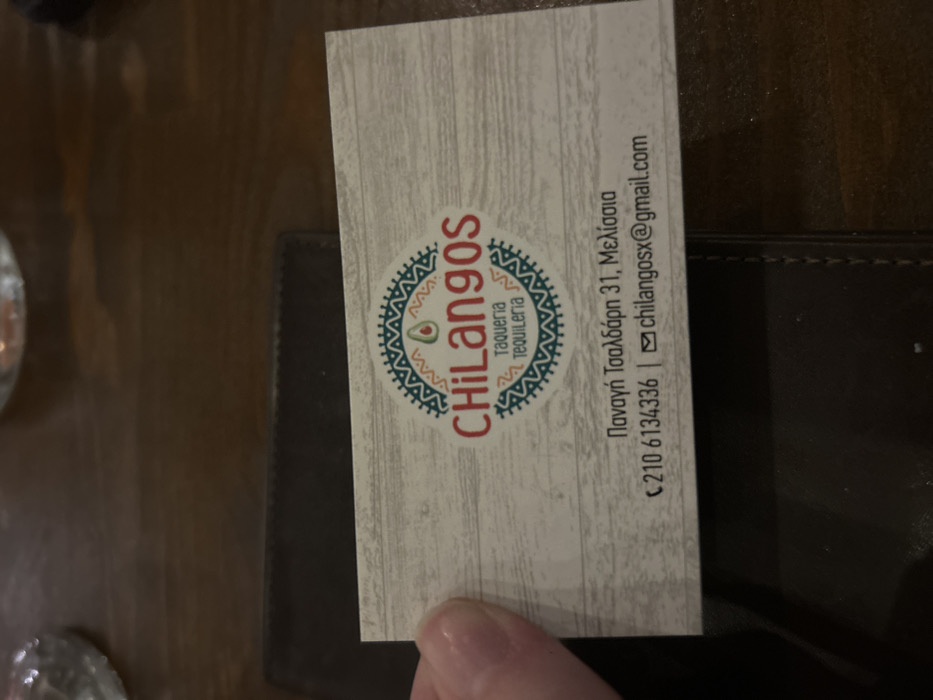 CHiLangos
Taqueria
TequiLeria
Παναγή Τσαλδάρη 31, Μελίσσια
210 6134336 | chilangosx@gmail.com